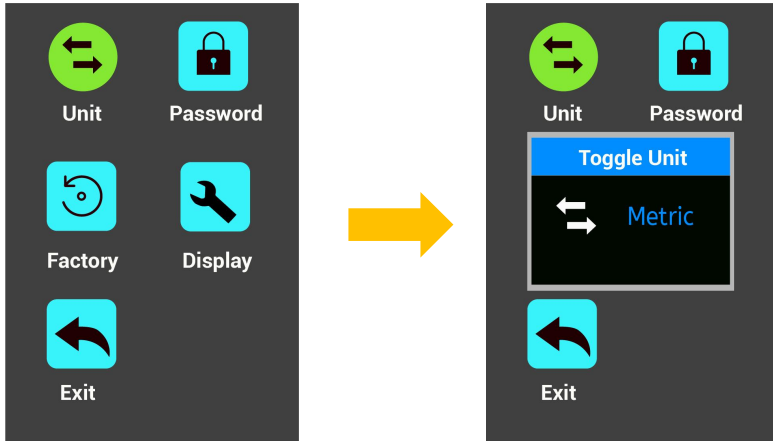 Unit Password
Factory Display
Exit
Unit Password
Toggle Unit
Metric
Exit